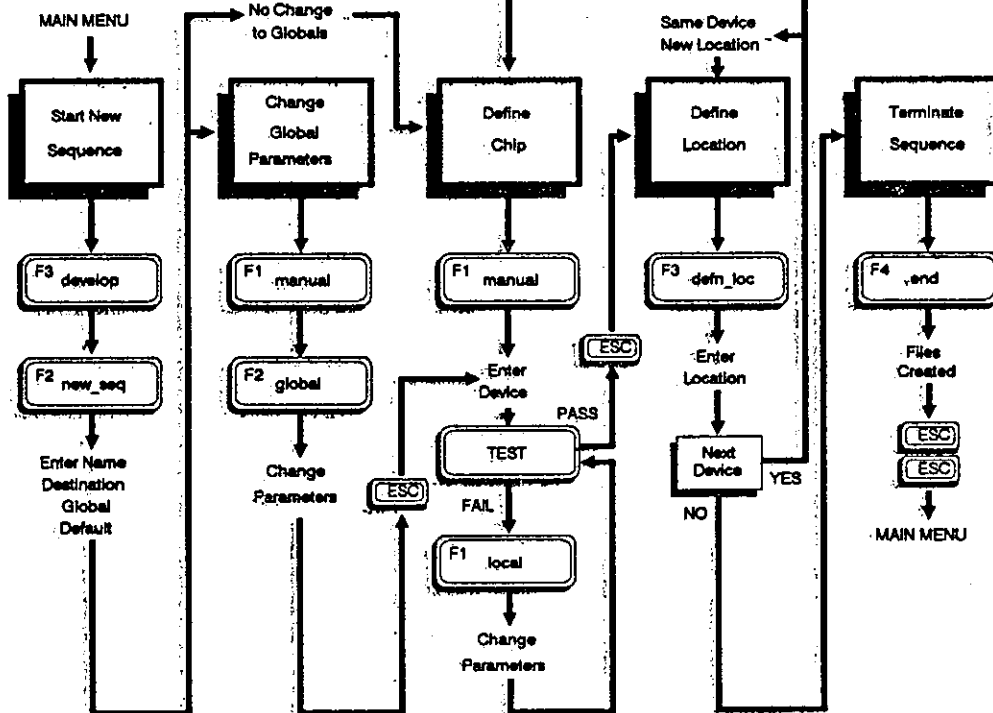 MAIN MENU
Start New
Sequence
F3 develop
F2 new_seq
Enter Name
Destination
Global
Default
No Change
to Globals
Change
Global
Parameters
F1 manual
F2 global
Change
Parameters
ESC
Define
Chip
F1 manual
Enter
Device
TEST
PASS
FAIL
F1 local
Change
Parameters
ESC
Same Device
New Location
Define
Location
F3 defn_loc
Enter
Location
Next
Device
YES
NO
Terminate
Sequence
F4 end
Files
Created
ESC
ESC
MAIN MENU